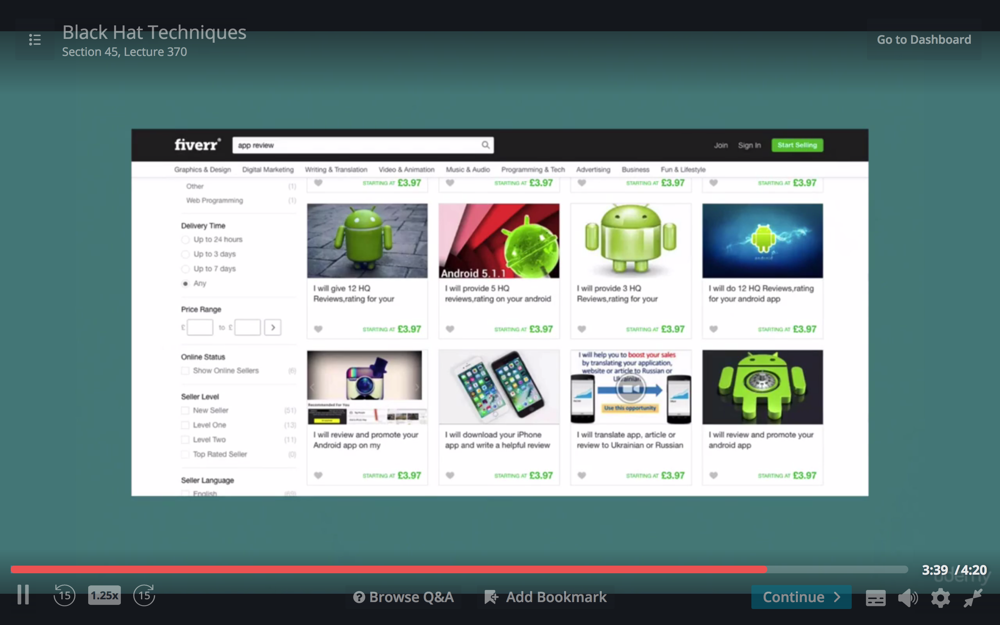 Black Hat Techniques
Section 45, Lecture 370
Go to Dashboard
fiverr®
app review
Join
Sign In
Start Selling
Graphics & Design
Digital Marketing
Writing & Translation
Video & Animation
Music & Audio
Programming & Tech
Advertising
Business
Fun & Lifestyle
Other (1)
Web Programming (1)
Delivery Time
Up to 24 hours
Up to 3 days
Up to 7 days
Any
Price Range
£ to £
Online Status
Show Online Sellers (6)
Seller Level
New Seller (51)
Level One (13)
Level Two (11)
Top Rated Seller (0)
Seller Language
English (69)
STARTING AT £3.97
STARTING AT £3.97
STARTING AT £3.97
STARTING AT £3.97
I will give 12 HQ
Reviews,rating for your
STARTING AT £3.97
Android 5.1.1
I will provide 5 HQ
reviews,rating on your android
STARTING AT £3.97
I will provide 3 HQ
Reviews,rating for your
STARTING AT £3.97
android
I will do 12 HQ Reviews,rating
for your android app
STARTING AT £3.97
Recommended For You
I will review and promote your
Android app on my
STARTING AT £3.97
I will download your iPhone
app and write a helpful review
STARTING AT £3.97
I will help you to boost your sales
by translating your application,
website or article to Russian or
Ukrainian
Use this opportunity
I will translate app, article or
review to Ukrainian or Russian
STARTING AT £3.97
I will review and promote your
android app
STARTING AT £3.97
3:39 / 4:20
udemy
15
1.25x
15
Browse Q&A
Add Bookmark
Continue